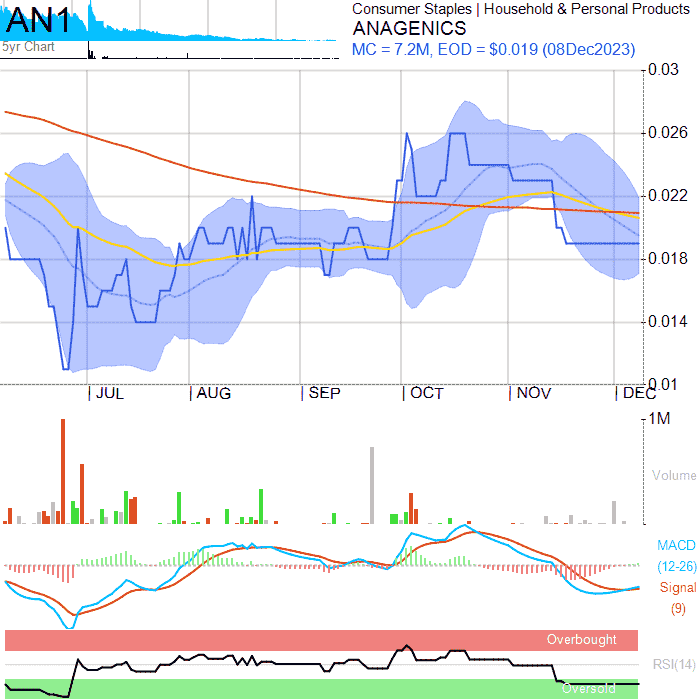 AN1
5yr Chart
Consumer Staples | Household & Personal Products
ANAGENICS
MC = 7.2M, EOD = $0.019 (08Dec2023)
0.03
0.026
0.022
0.018
0.014
0.01
JUL AUG SEP OCT NOV DEC
1M
Volume
MACD
(12-26)
Signal
(9)
Overbought
RSI(14)
Oversold